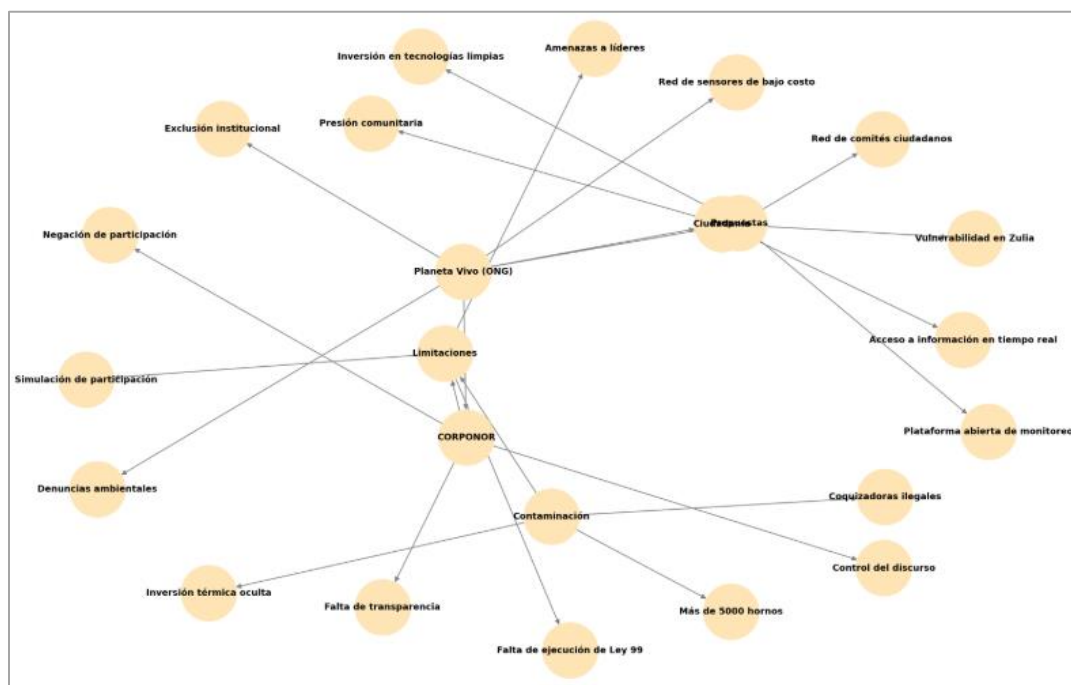 Amenazas a líderes
Inversión en tecnologías limpias
Red de sensores de bajo costo
Presión comunitaria
Exclusión institucional
Red de comités ciudadanos
Propuestas
Negación de participación
Vulnerabilidad en Zulia
Planeta Vivo (ONG)
Acceso a información en tiempo real
Limitaciones
Simulación de participación
Plataforma abierta de monitoreo
CORPONOR
Denuncias ambientales
Coquizadoras ilegales
Contaminación
Control del discurso
Inversión térmica oculta
Falta de transparencia
Más de 5000 hornos
Falta de ejecución de Ley 99